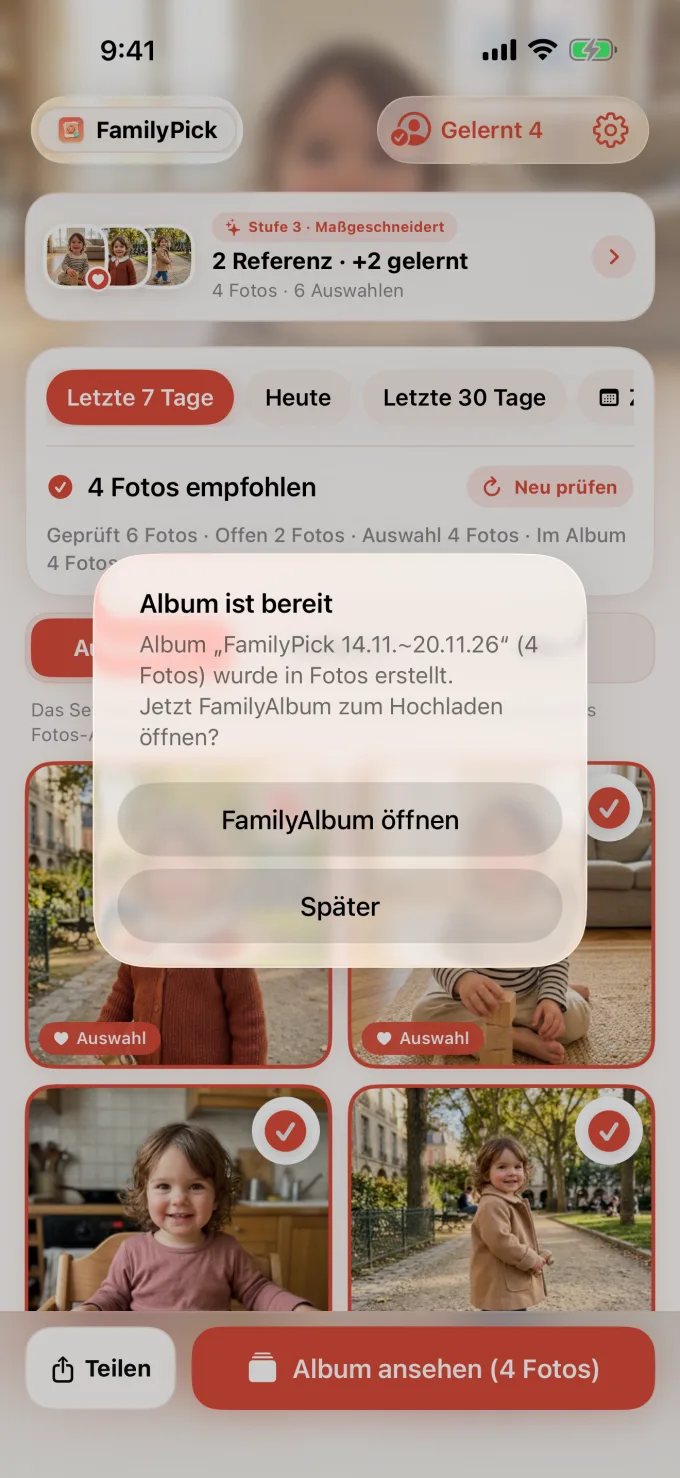 9:41
FamilyPick
Gelernt 4
Stufe 3 · Maßgeschneidert
2 Referenz · +2 gelernt
4 Fotos · 6 Auswahlen
Letzte 7 Tage
Heute
Letzte 30 Tage
4 Fotos empfohlen
Neu prüfen
Geprüft 6 Fotos · Offen 2 Fotos · Auswahl 4 Fotos · Im Album
4 Fotos
Album ist bereit
Album „FamilyPick 14.11.~20.11.26“ (4
Fotos) wurde in Fotos erstellt.
Jetzt FamilyAlbum zum Hochladen
öffnen?
Das
FamilyAlbum öffnen
Später
Auswahl
Auswahl
Teilen
Album ansehen (4 Fotos)